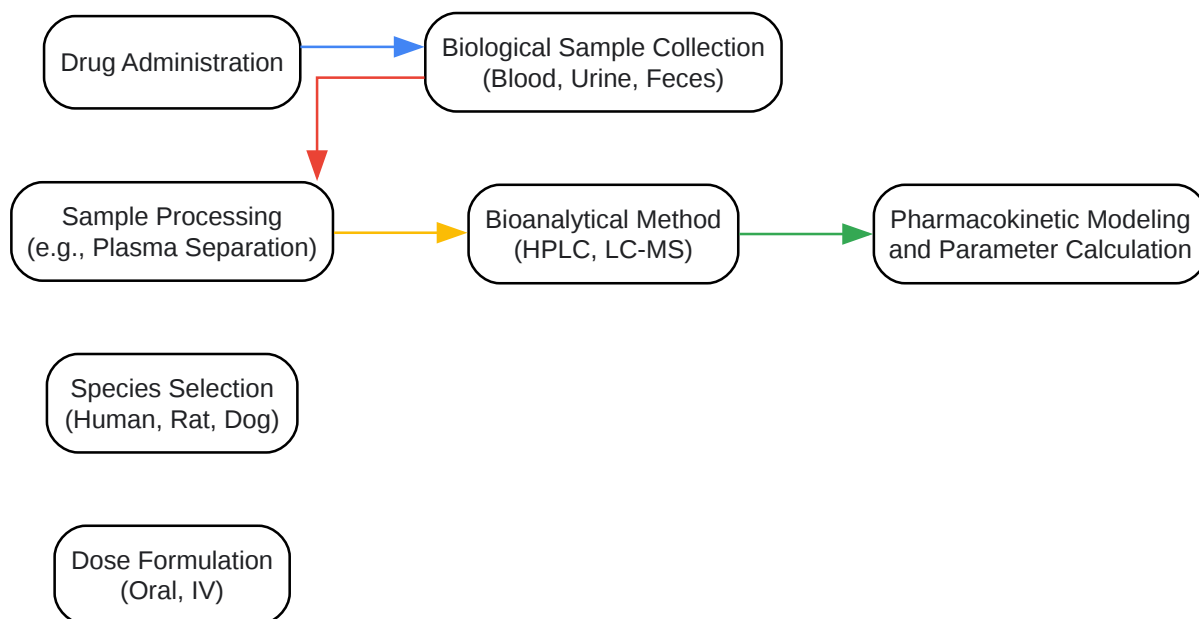 Drug Administration
Biological Sample Collection
(Blood, Urine, Feces)
Sample Processing
(e.g., Plasma Separation)
Bioanalytical Method
(HPLC, LC-MS)
Pharmacokinetic Modeling
and Parameter Calculation
Species Selection
(Human, Rat, Dog)
Dose Formulation
(Oral, IV)